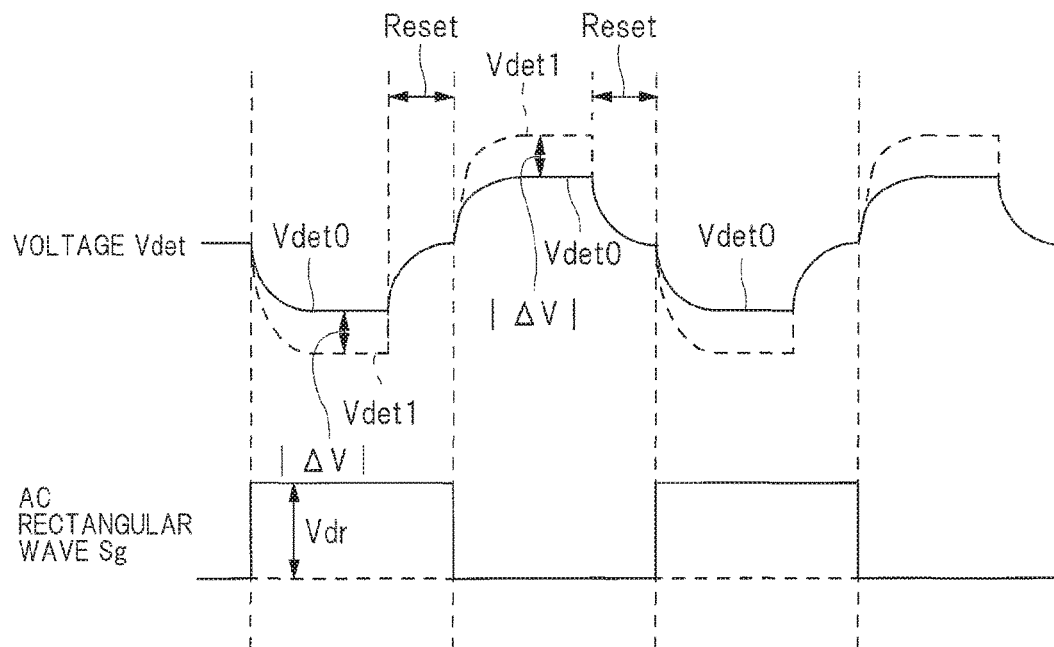 Reset
Reset
Vdet1
VOLTAGE Vdet
Vdet0
Vdet0
Vdet0
| ΔV |
Vdet1
| ΔV |
AC
RECTANGULAR
WAVE Sg
Vdr